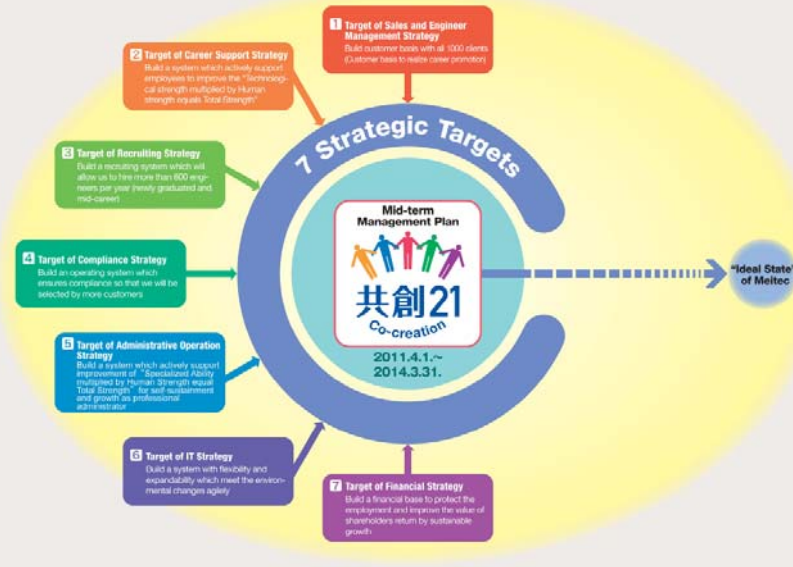 1 Target of Sales and Engineer
Management Strategy
Build customer basis with all 1000 clients
(Customer basis to realize career promotion)
2 Target of Career Support Strategy
Build a system which actively support
employees to improve the "Technologi-
cal strength multiplied by Human
strength equals Total Strength"
3 Target of Recruiting Strategy
Build a recruiting system which will
allow us to hire more than 600 engi-
neers per year (newly graduated and
mid-career)
4 Target of Compliance Strategy
Build an operating system which
ensures compliance so that we will be
selected by more customers
5 Target of Administrative Operation
Strategy
Build a system which actively support
improvement of "Specialized Ability
multiplied by Human Strength equal
Total Strength" for self-sustainment
and growth as professional
administrator
6 Target of IT Strategy
Build a system with flexibility and
expandability which meet the environ-
mental changes agilely
7 Target of Financial Strategy
Build a financial base to protect the
employment and improve the value of
shareholders return by sustainable
growth
7 Strategic Targets
Mid-term
Management Plan
共創21
Co-creation
2011.4.1.~
2014.3.31.
"Ideal State"
of Meitec